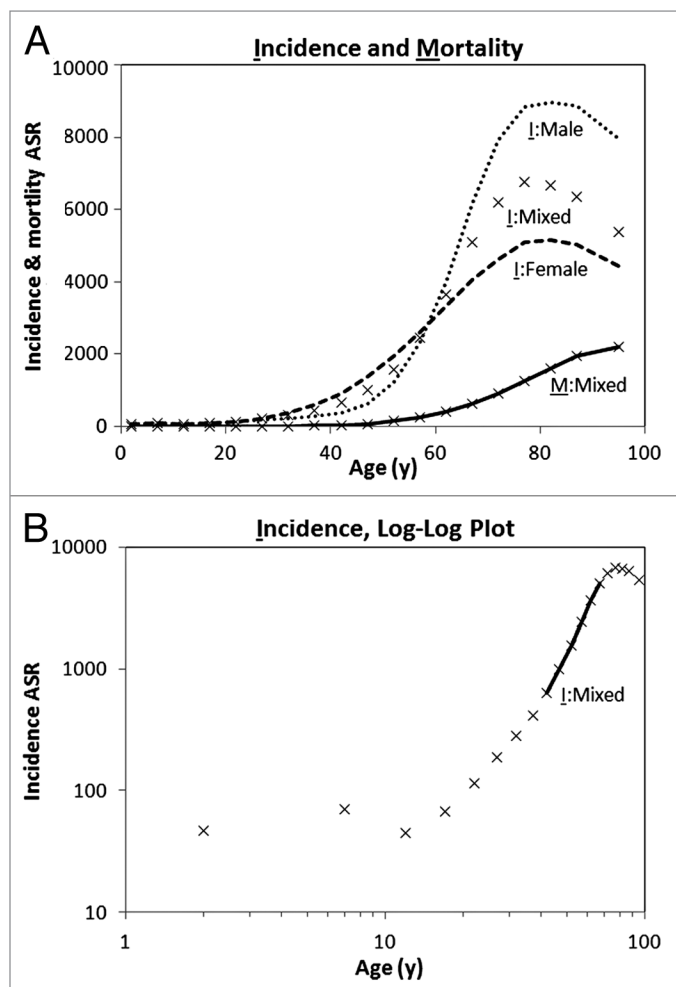 A
Incidence and Mortality
Incidence & mortlity ASR
10000
8000
6000
4000
2000
0
I:Male
I:Mixed
I:Female
M:Mixed
0 20 40 60 80 100
Age (y)
B
Incidence, Log-Log Plot
Incidence ASR
10000
1000
100
10
I:Mixed
1 10 100
Age (y)